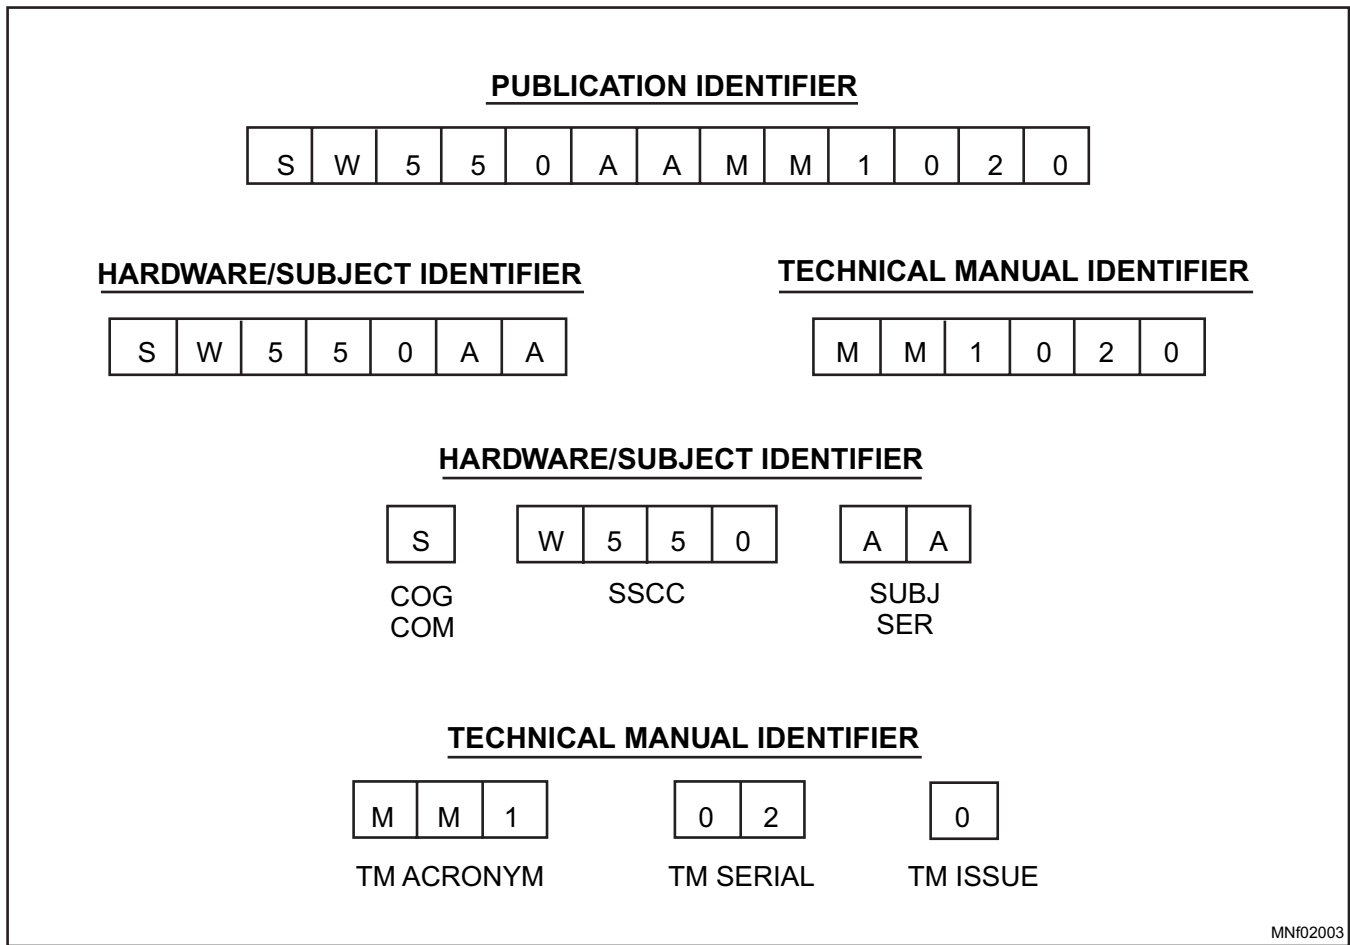 PUBLICATION IDENTIFIER
S W 5 5 0 A A M M 1 0 2 0
HARDWARE/SUBJECT IDENTIFIER
S W 5 5 0 A A
TECHNICAL MANUAL IDENTIFIER
M M 1 0 2 0
HARDWARE/SUBJECT IDENTIFIER
S W 5 5 0 A A
COG
COM
SSCC
SUBJ
SER
TECHNICAL MANUAL IDENTIFIER
M M 1 0 2 0
TM ACRONYM TM SERIAL TM ISSUE
MNf02003